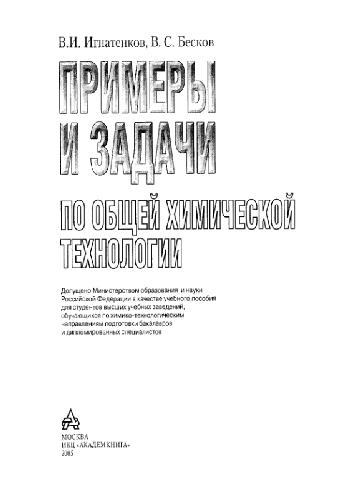 В.И. Игнатенков, В. С. Бесков
ПРИМЕРЫ
И ЗАДАЧИ
ПО ОБЩЕЙ ХИМИЧЕСКОЙ
ТЕХНОЛОГИИ
Допущено Министерством образования и науки
Российской Федерации в качестве учебного пособия
для студентов высших учебных заведений,
обучающихся по химико-технологическим
направлениям подготовки бакалавров
и дипломированных специалистов
МОСКВА
ИКЦ «АКАДЕМКНИГА»
2005